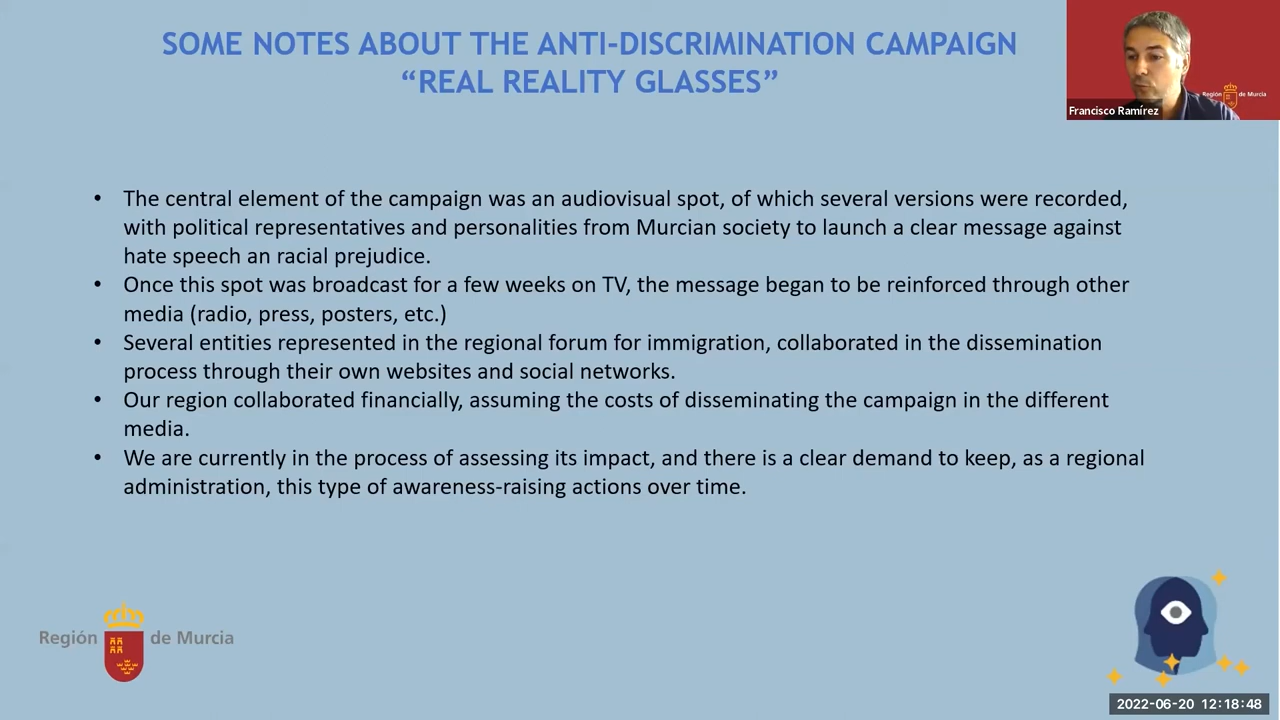 SOME NOTES ABOUT THE ANTI-DISCRIMINATION CAMPAIGN
“REAL REALITY GLASSES”
Región de Murcia
Francisco Ramírez
• The central element of the campaign was an audiovisual spot, of which several versions were recorded,
with political representatives and personalities from Murcian society to launch a clear message against
hate speech an racial prejudice.
• Once this spot was broadcast for a few weeks on TV, the message began to be reinforced through other
media (radio, press, posters, etc.)
• Several entities represented in the regional forum for immigration, collaborated in the dissemination
process through their own websites and social networks.
• Our region collaborated financially, assuming the costs of disseminating the campaign in the different
media.
• We are currently in the process of assessing its impact, and there is a clear demand to keep, as a regional
administration, this type of awareness-raising actions over time.
Región de Murcia
2022-06-20 12:18:48